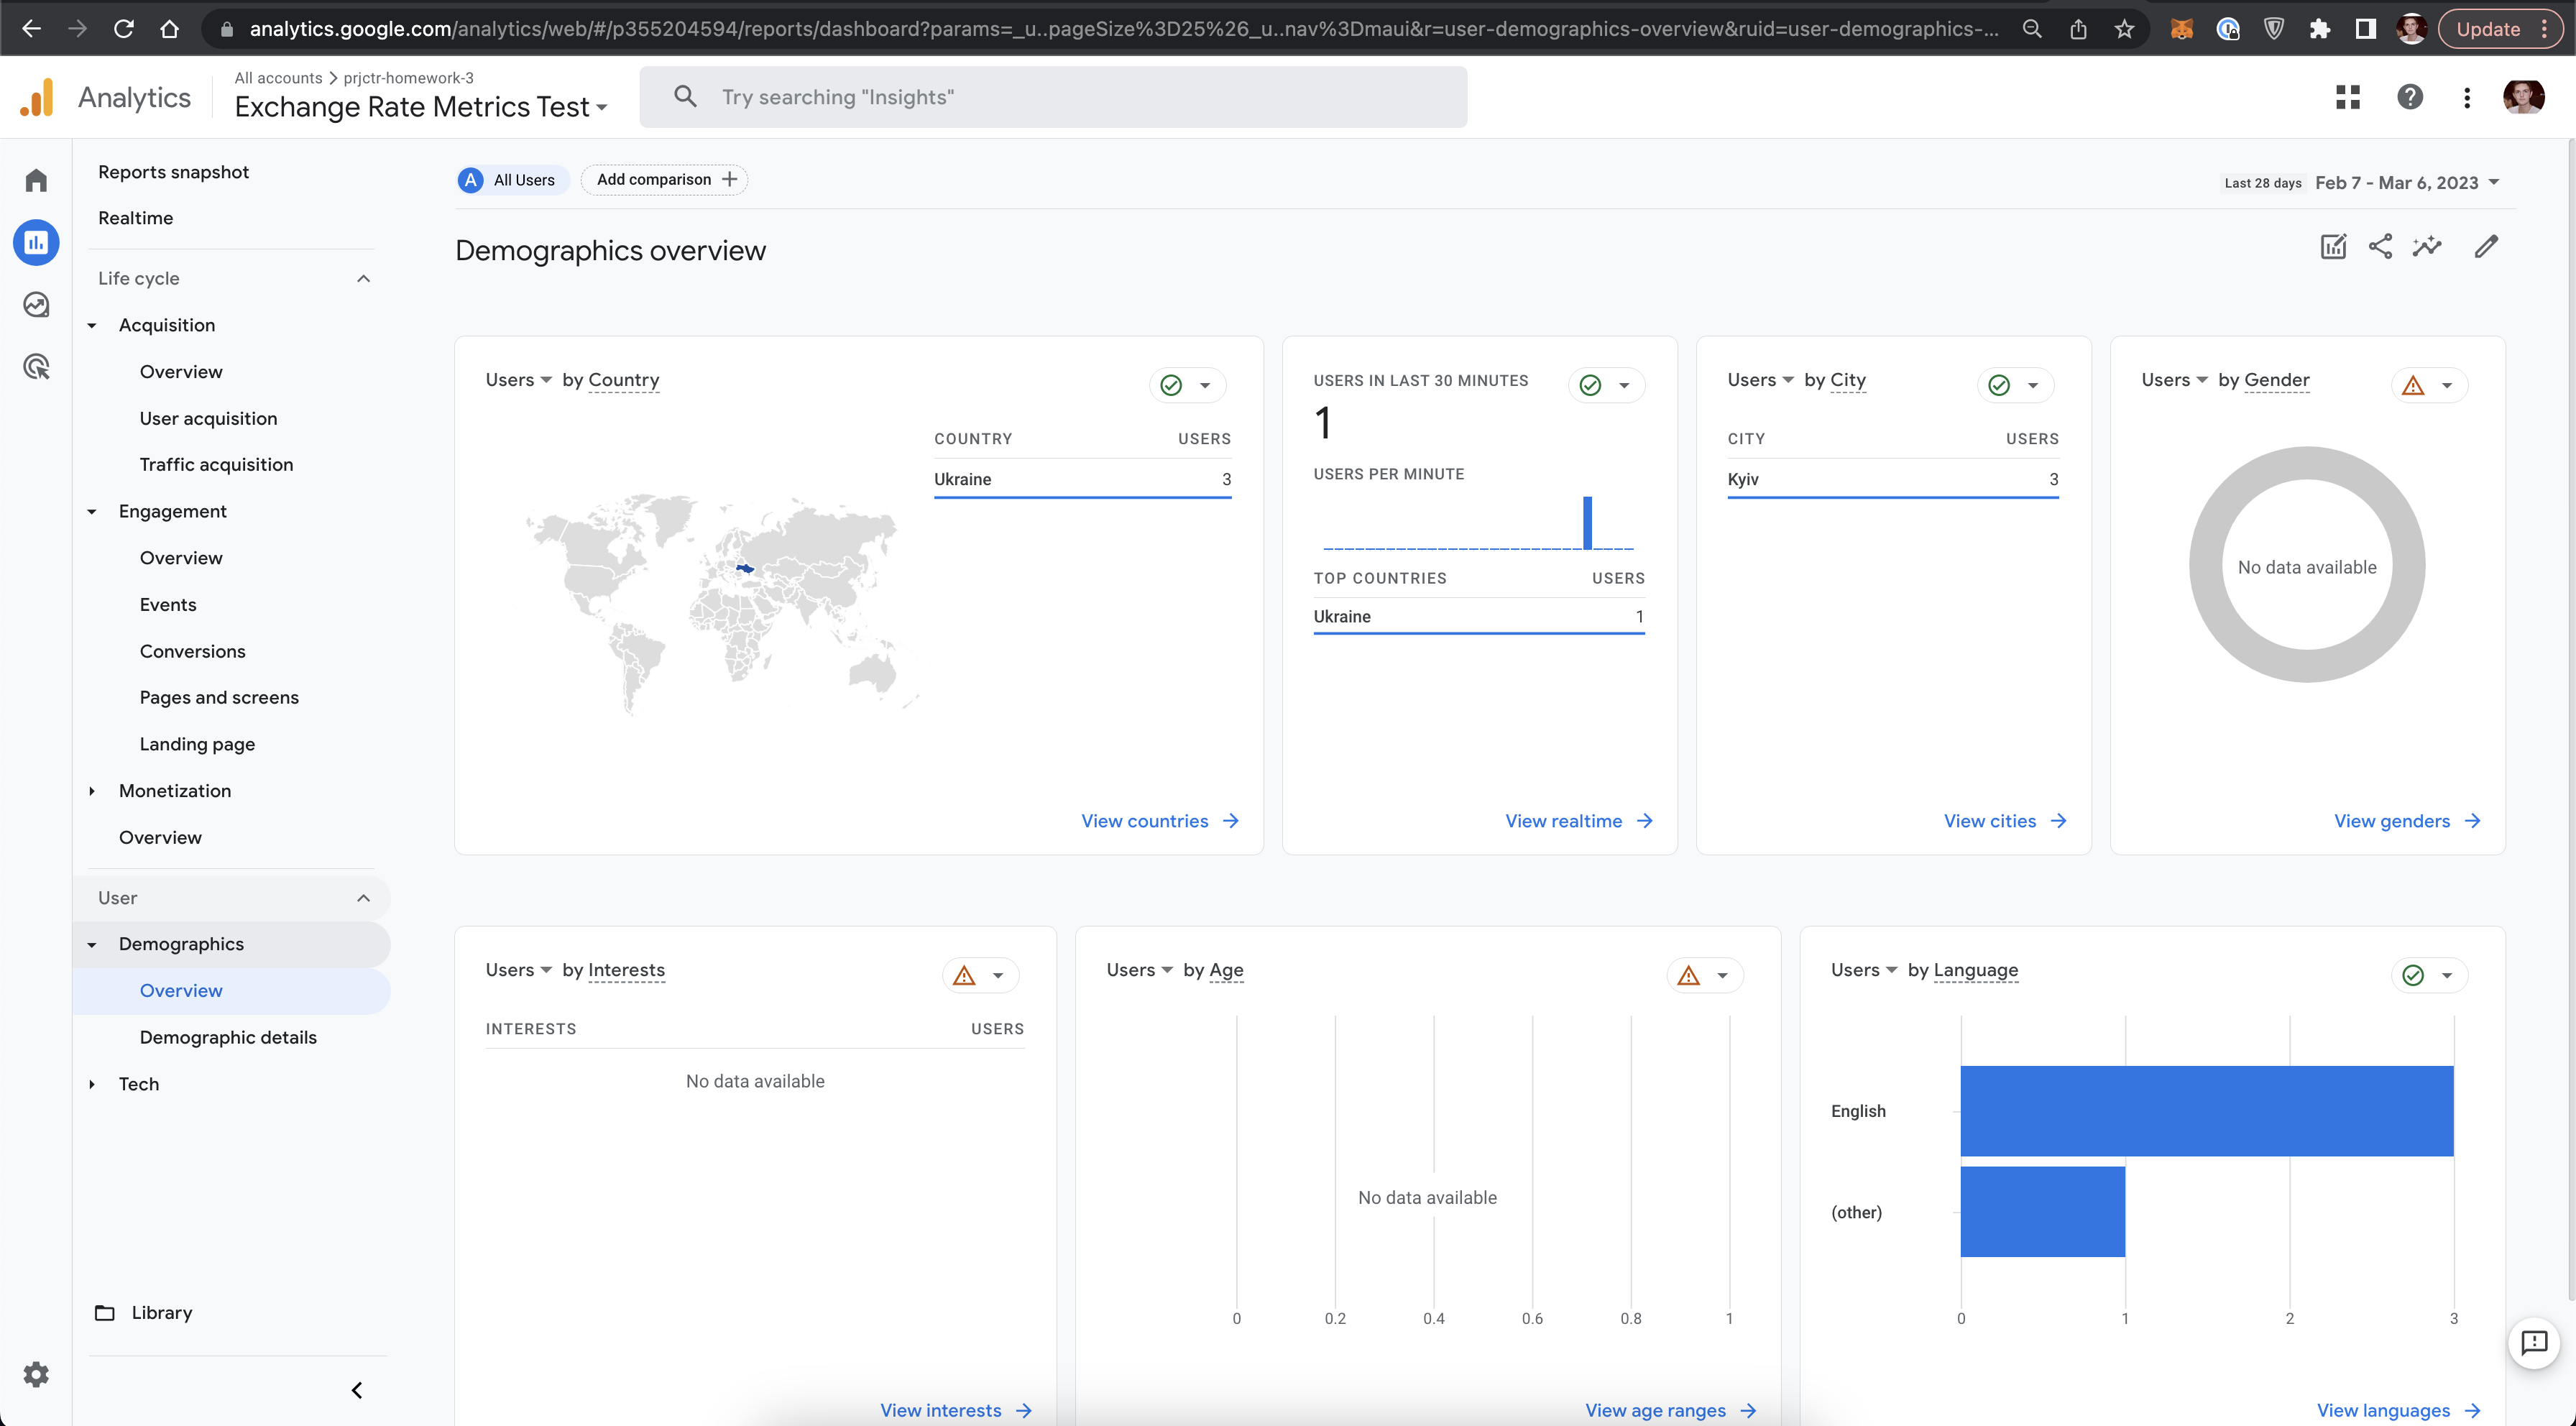 analytics.google.com/analytics/web/#/p355204594/reports/dashboard?params=_u..pageSize%3D25%26_u..nav%3Dmaui&r=user-demographics-overview&ruid=user-demographics-...
Update
Analytics
All accounts > prjctr-homework-3
Exchange Rate Metrics Test
Try searching "Insights"
Reports snapshot
Realtime
Life cycle
Acquisition
Overview
User acquisition
Traffic acquisition
Engagement
Overview
Events
Conversions
Pages and screens
Landing page
Monetization
Overview
User
Demographics
Overview
Demographic details
Tech
Library
A All Users
Add comparison +
Last 28 days Feb 7 - Mar 6, 2023
Demographics overview
Users by Country
COUNTRY USERS
Ukraine 3
View countries
USERS IN LAST 30 MINUTES
1
USERS PER MINUTE
TOP COUNTRIES USERS
Ukraine 1
View realtime
Users by City
CITY USERS
Kyiv 3
View cities
Users by Gender
No data available
View genders
Users by Interests
INTERESTS USERS
No data available
View interests
Users by Age
No data available
0 0.2 0.4 0.6 0.8 1
View age ranges
Users by Language
English
(other)
0 1 2 3
View languages